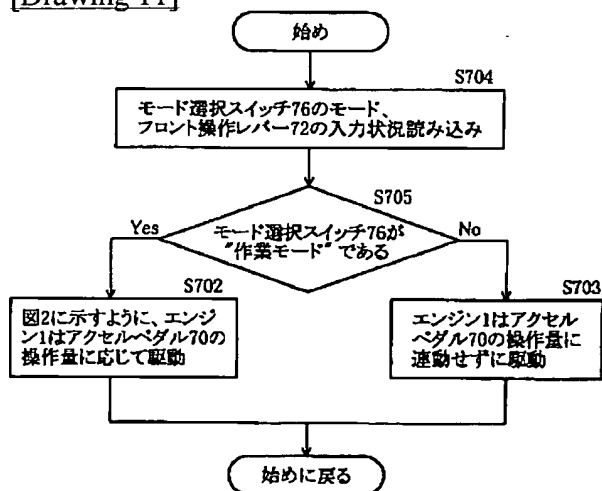 [Drawing 11]
始め
S704
モード選択スイッチ76のモード、
フロント操作レバー72の入力状況読み込み
S705
Yes
No
モード選択スイッチ76が
"作業モード"である
S702
図2に示すように、エンジ
ン1はアクセルペダル70の
操作量に応じて駆動
S703
エンジン1はアクセル
ペダル70の操作量に
連動せずに駆動
始めに戻る